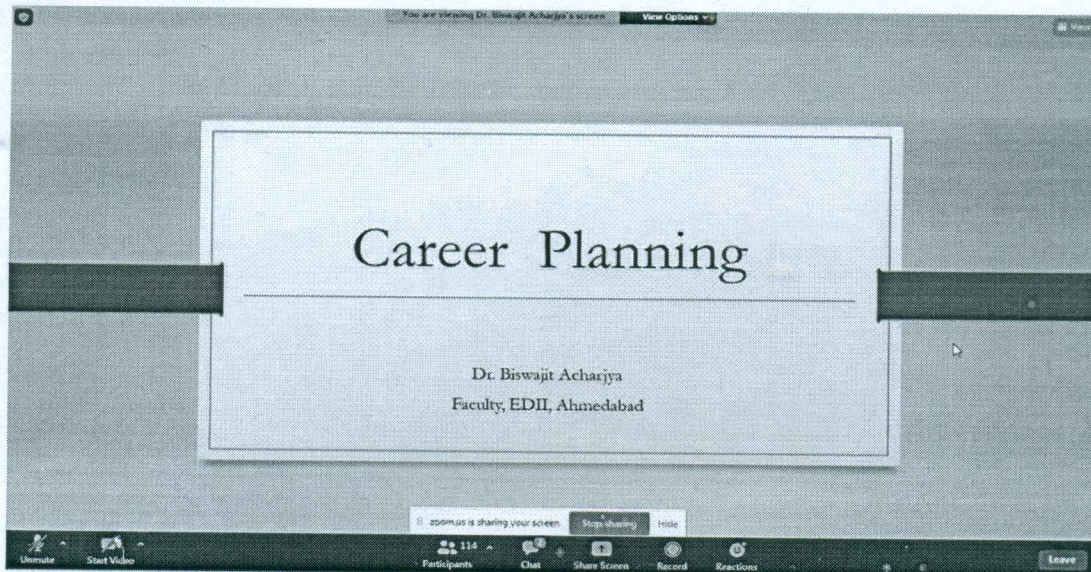 You are viewing Dr. Biswajit Acharjya's screen View Options
View
Career Planning
Dr. Biswajit Acharjya
Faculty, EDII, Ahmedabad
zoom.us is sharing your screen Stop sharing Hide
Unmute Start Video 114 Participants Chat Share Screen Record Reactions Leave